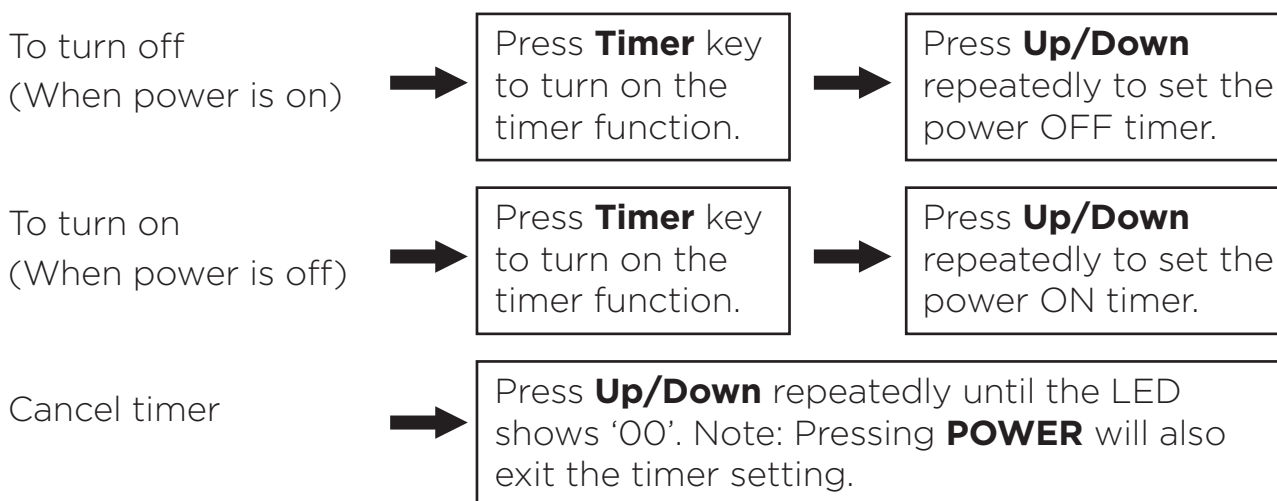 To turn off
(When power is on)
Press Timer key
to turn on the
timer function.
Press Up/Down
repeatedly to set the
power OFF timer.
To turn on
(When power is off)
Press Timer key
to turn on the
timer function.
Press Up/Down
repeatedly to set the
power ON timer.
Cancel timer
Press Up/Down repeatedly until the LED
shows ‘00’. Note: Pressing POWER will also
exit the timer setting.